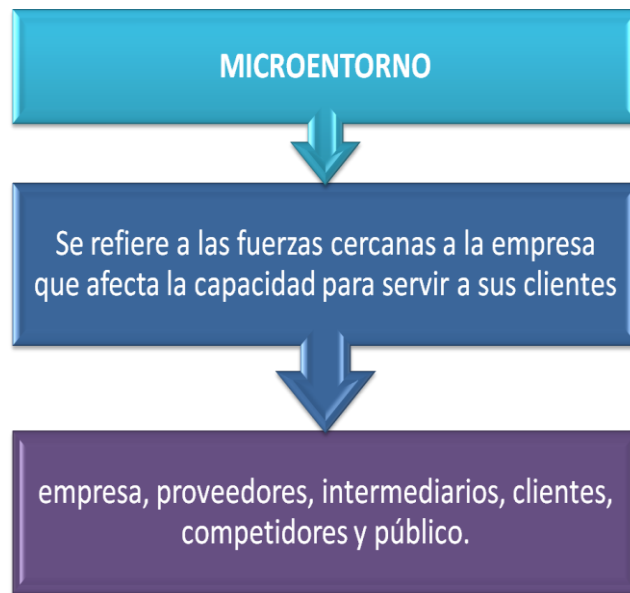 MICROENTORNO
Se refiere a las fuerzas cercanas a la empresa
que afecta la capacidad para servir a sus clientes
empresa, proveedores, intermediarios, clientes,
competidores y público.